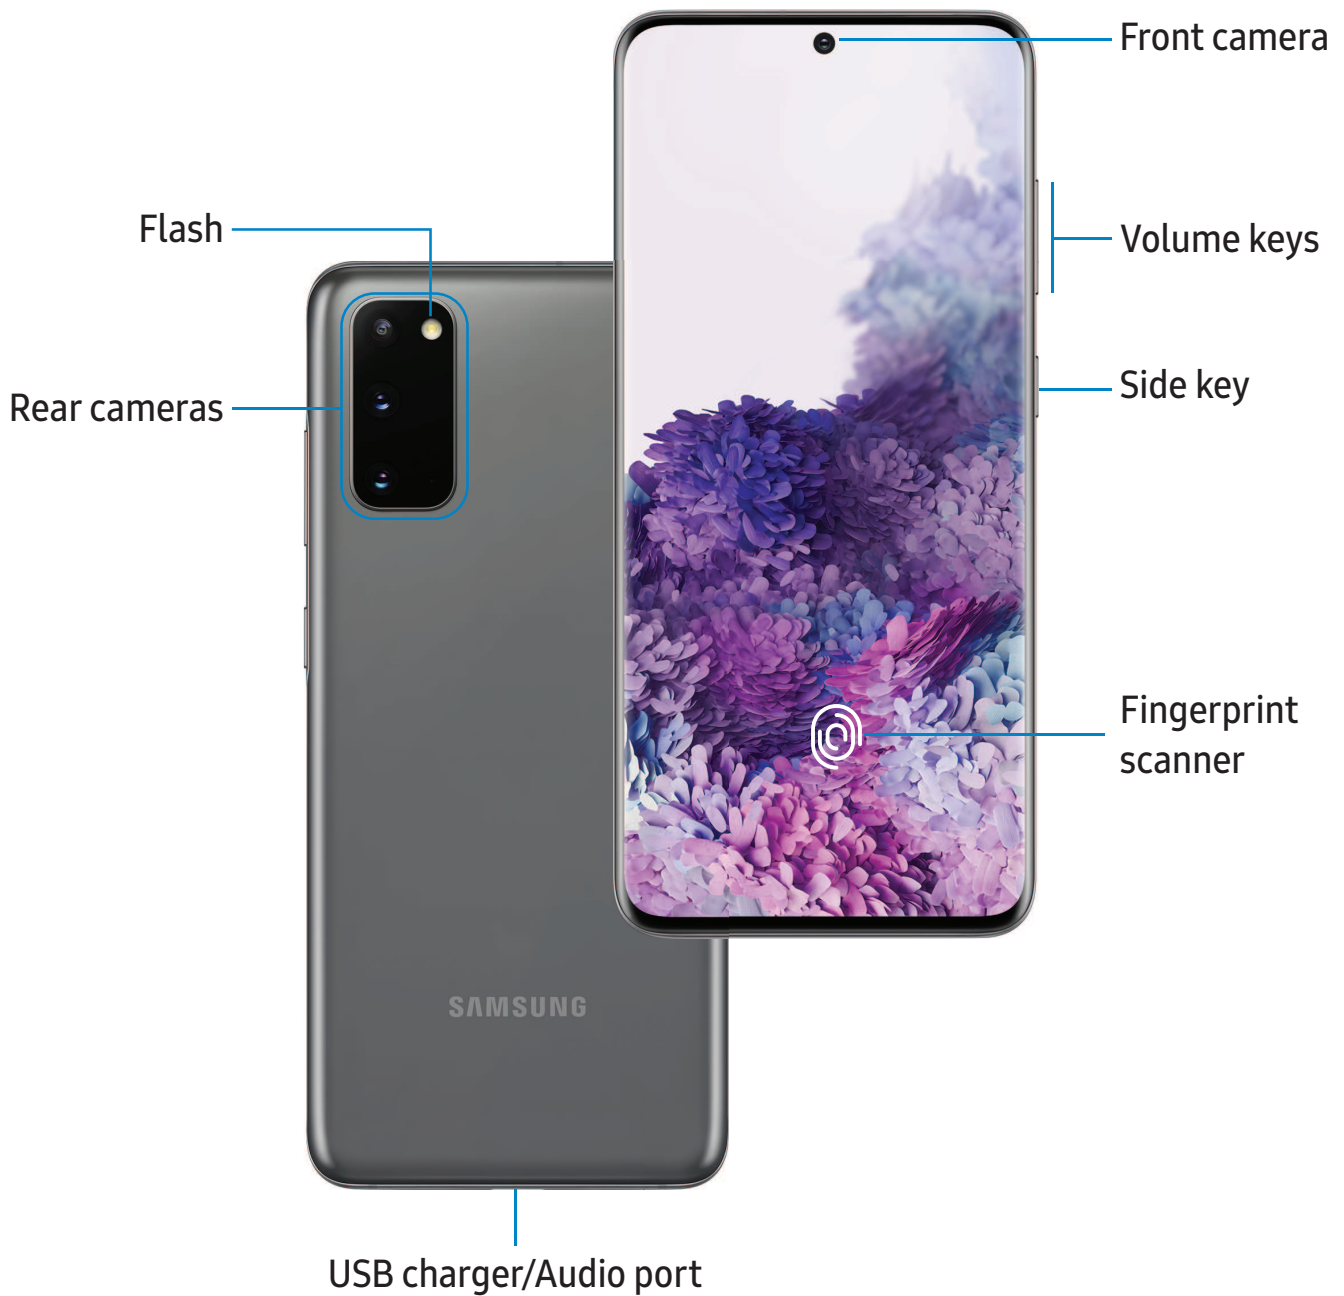 Front camera
Flash
Volume keys
Rear cameras
Side key
Fingerprint
scanner
SAMSUNG
USB charger/Audio port